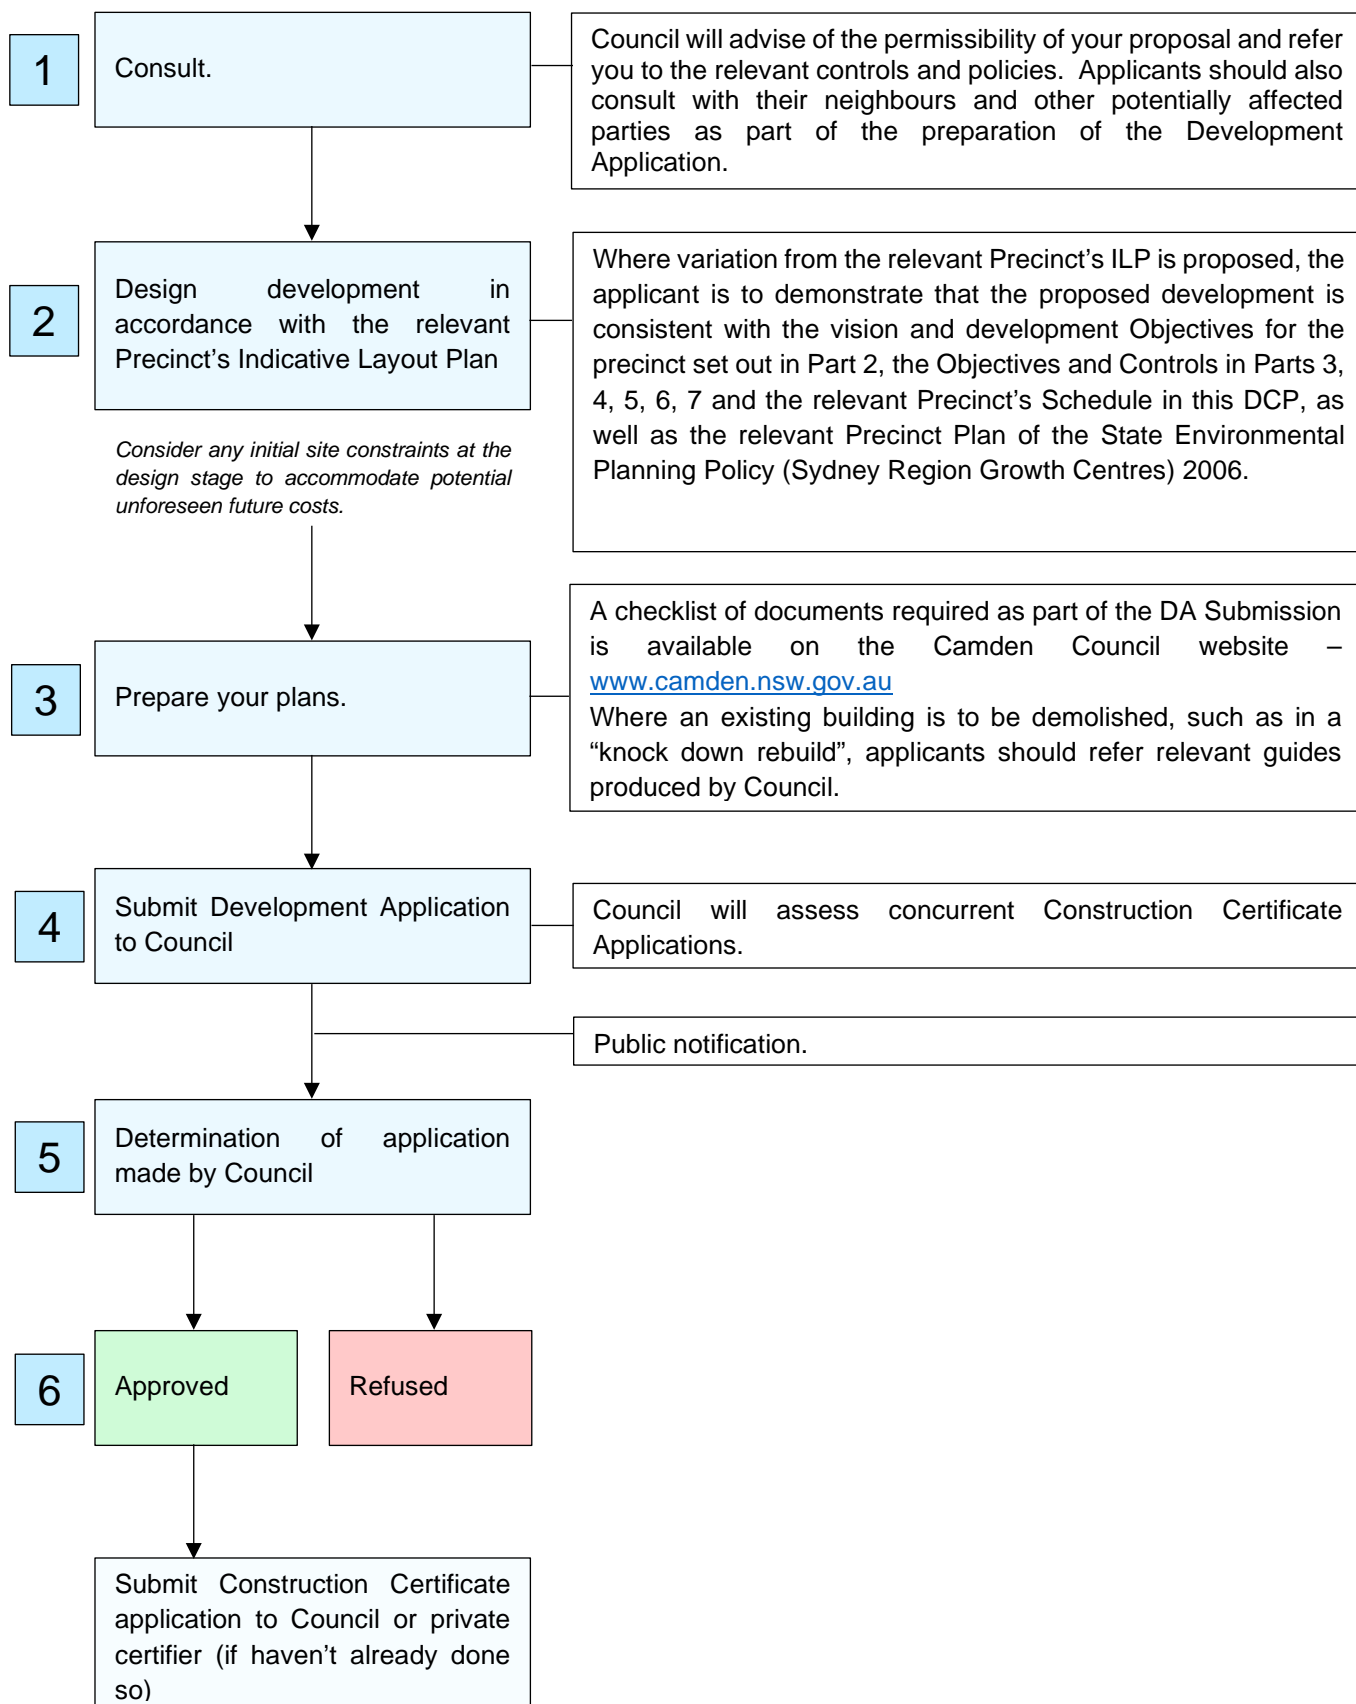 1
Consult.
Council will advise of the permissibility of your proposal and refer
you to the relevant controls and policies. Applicants should also
consult with their neighbours and other potentially affected
parties as part of the preparation of the Development
Application.
2
Design development in
accordance with the relevant
Precinct's Indicative Layout Plan
Where variation from the relevant Precinct's ILP is proposed, the
applicant is to demonstrate that the proposed development is
consistent with the vision and development Objectives for the
precinct set out in Part 2, the Objectives and Controls in Parts 3,
4, 5, 6, 7 and the relevant Precinct's Schedule in this DCP, as
well as the relevant Precinct Plan of the State Environmental
Planning Policy (Sydney Region Growth Centres) 2006.
Consider any initial site constraints at the
design stage to accommodate potential
unforeseen future costs.
3
Prepare your plans.
A checklist of documents required as part of the DA Submission
is available on the Camden Council website –
www.camden.nsw.gov.au
Where an existing building is to be demolished, such as in a
“knock down rebuild”, applicants should refer relevant guides
produced by Council.
4
Submit Development Application
to Council
Council will assess concurrent Construction Certificate
Applications.
Public notification.
5
Determination of application
made by Council
6
Approved
Refused
Submit Construction Certificate
application to Council or private
certifier (if haven't already done
so)